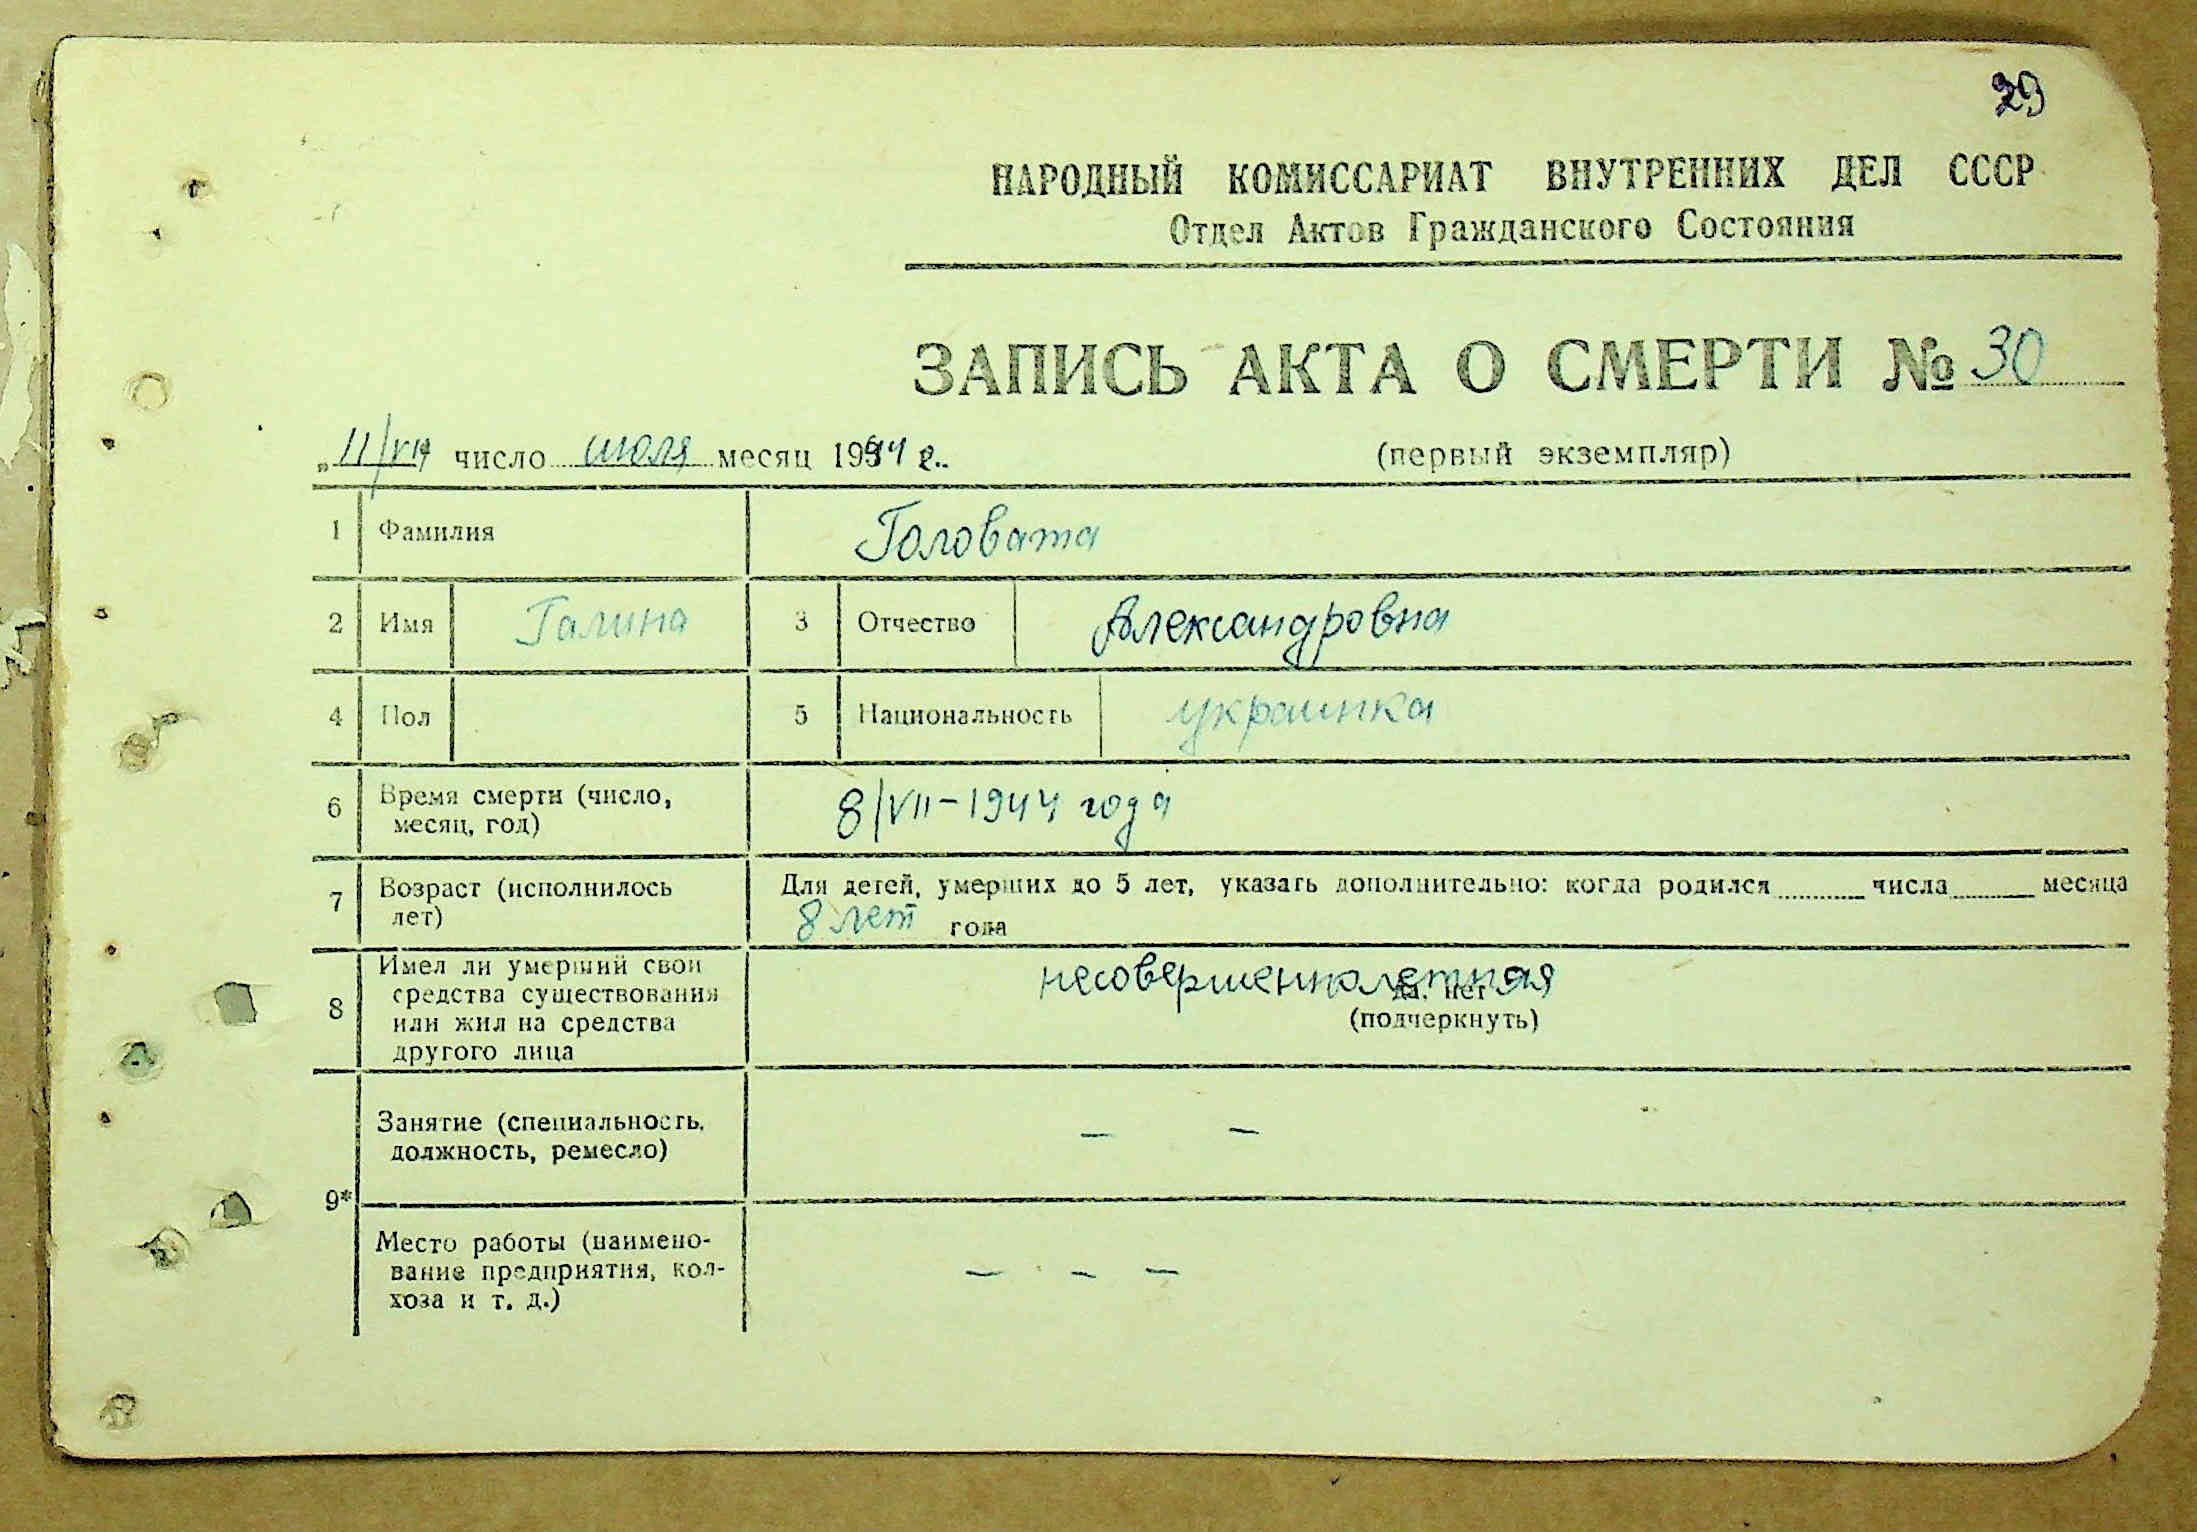 29
НАРОДНЫЙ КОМИССАРИАТ ВНУТРЕННИХ ДЕЛ СССР
Отдел Актов Гражданского Состояния
ЗАПИСЬ АКТА О СМЕРТИ № 30
„11/VII число июля месяц 1944 г.
(первый экземпляр)
1 Фамилия Головата
2 Имя Галина 3 Отчество Александровна
4 Пол 5 Национальность украинка
6 Время смерти (число, месяц, год) 8/VII-1944 года
7 Возраст (исполнилось лет) Для детей, умерших до 5 лет, указать дополнительно: когда родился числа месяца
8 лет года
8 Имел ли умерший свои средства существования или жил на средства другого лица несовершеннолетняя
да, нет
(подчеркнуть)
9* Занятие (специальность, должность, ремесло) – –
Место работы (наимено-
вание предприятия, кол-
хоза и т. д.) – – –